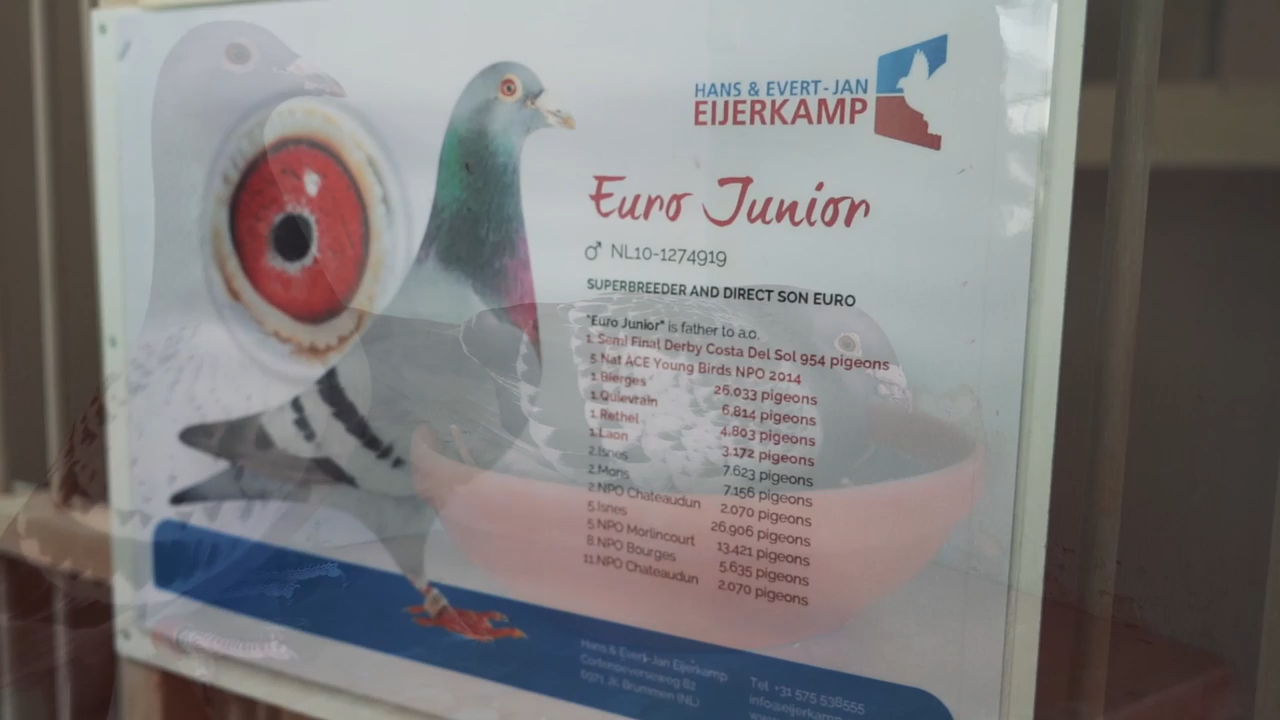 HANS & EVERT-JAN
EIJERKAMP
Euro Junior
♂ NL10-1274919
SUPERBREEDER AND DIRECT SON EURO
"Euro Junior" is father to a.o.
1. Semi Final Derby Costa Del Sol 954 pigeons
5. Nat ACE Young Birds NPO 2014
1. Bierges 26.033 pigeons
1. Quievrain 6.814 pigeons
1. Rethel 4.803 pigeons
1. Laon 3.172 pigeons
2. Isnes 7.623 pigeons
2. Mons 7.156 pigeons
2. NPO Chateaudun 2.070 pigeons
5. Isnes 26.906 pigeons
5. NPO Morlincourt 13.421 pigeons
8. NPO Bourges 5.635 pigeons
11. NPO Chateaudun 2.070 pigeons
Hans & Evert-Jan Eijerkamp
6971 JK Brummen (NL)
Tel. +31 575 538555
info@eijerkamp